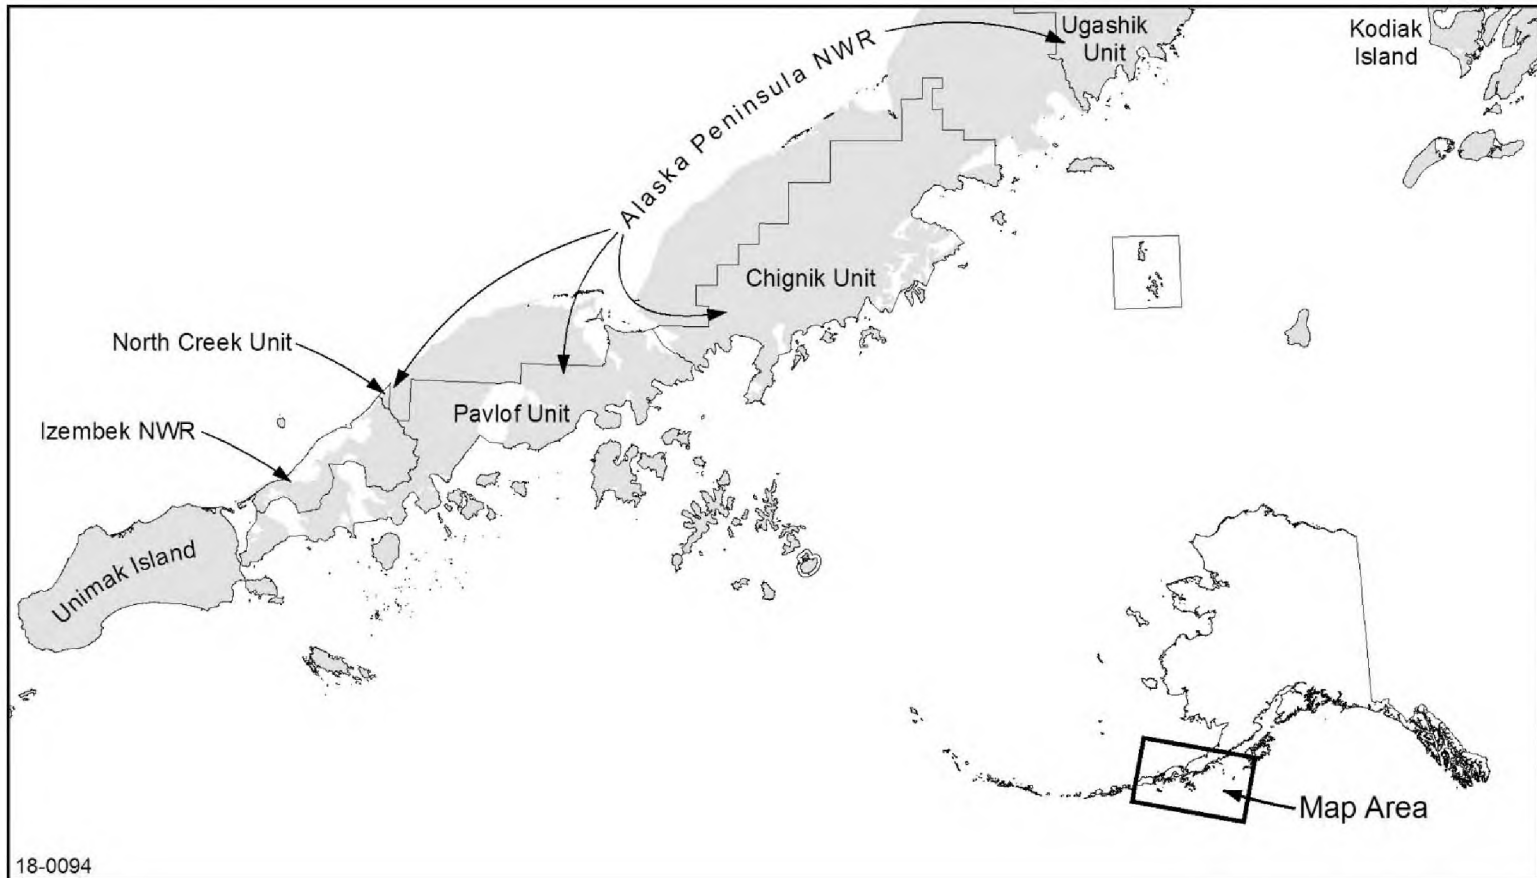 Ugashik
Unit
Kodiak
Island
Alaska Peninsula NWR
Chignik Unit
North Creek Unit
Pavlof Unit
Izembek NWR
Unimak Island
Map Area
18-0094